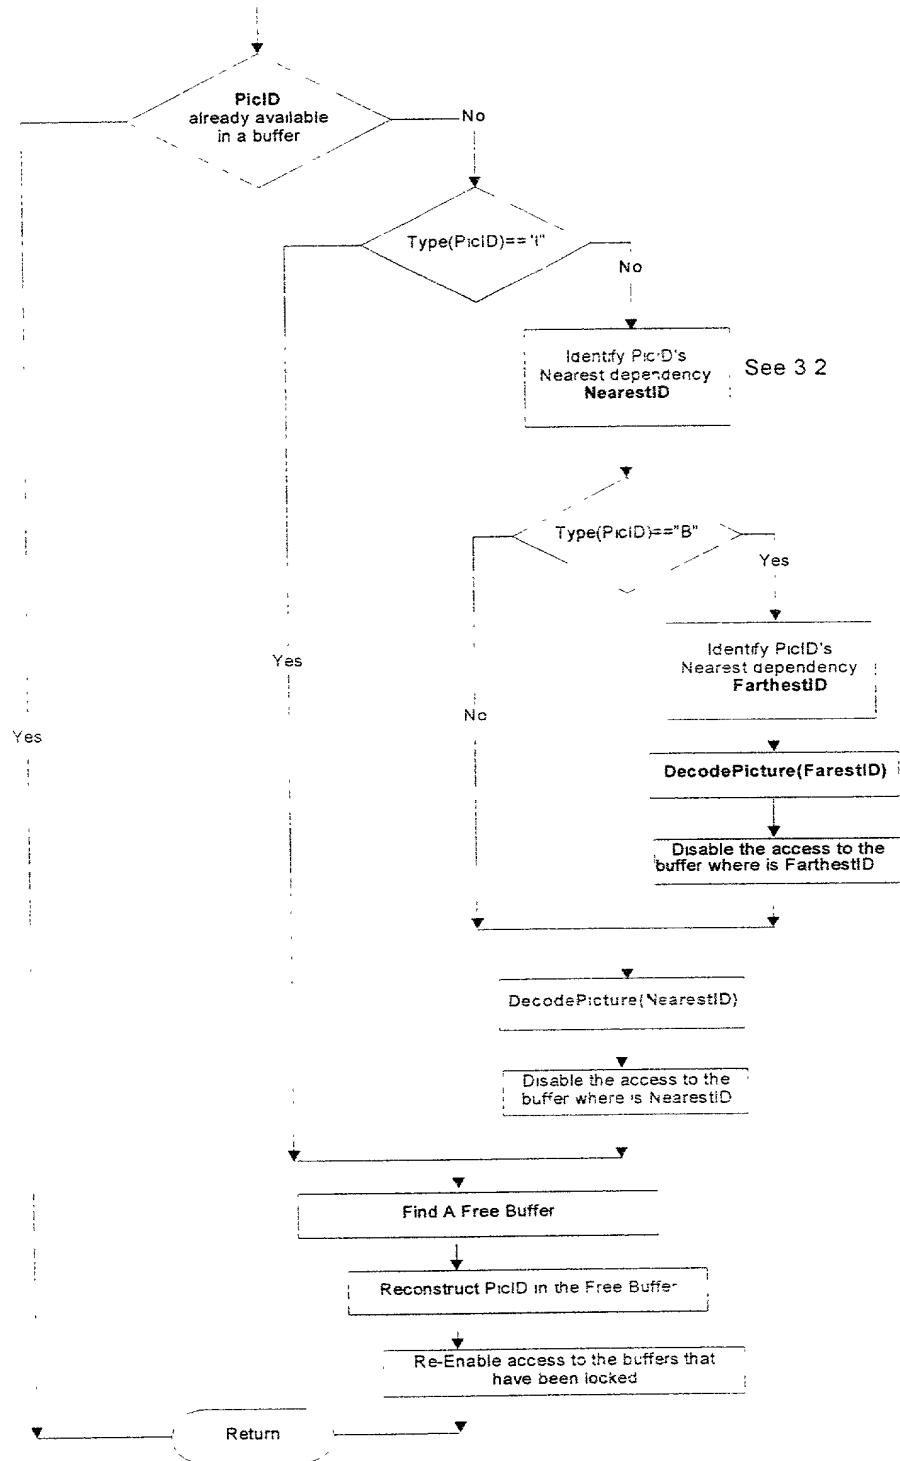 PicID
already available
in a buffer
No
Type(PicID)=="I"
No
Identify PicID's
Nearest dependency
NearestID
See 3 2
Type(PicID)=="B"
Yes
Identify PicID's
Nearest dependency
FarthestID
Yes
No
Yes
DecodePicture(FarestID)
Disable the access to the
buffer where is FarthestID
DecodePicture(NearestID)
Disable the access to the
buffer where is NearestID
Find A Free Buffer
Reconstruct PicID in the Free Buffer
Re-Enable access to the buffers that
have been locked
Return